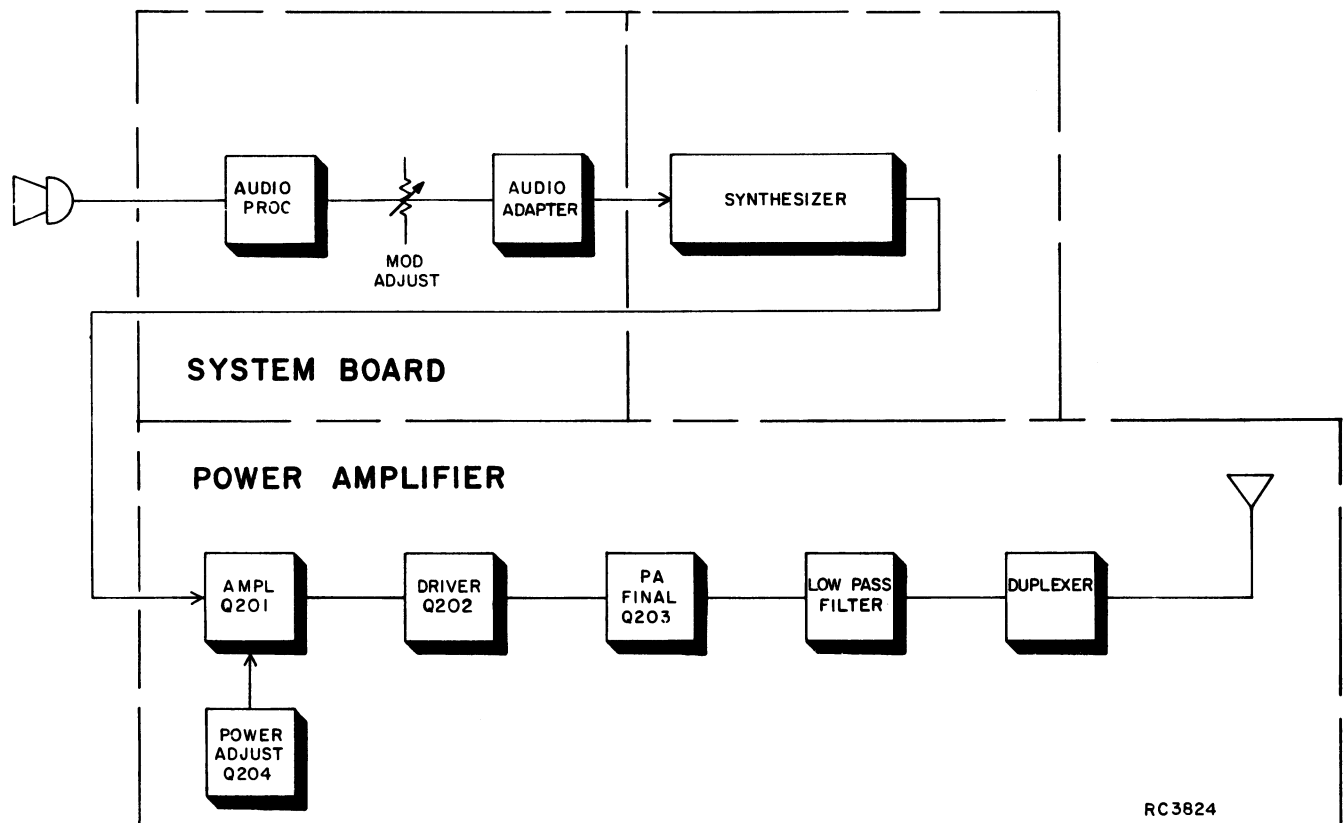 AUDIO
PROC
MOD
ADJUST
AUDIO
ADAPTER
SYNTHESIZER
SYSTEM BOARD
POWER AMPLIFIER
AMPL
Q201
DRIVER
Q202
PA
FINAL
Q203
LOW PASS
FILTER
DUPLEXER
POWER
ADJUST
Q204
RC3824